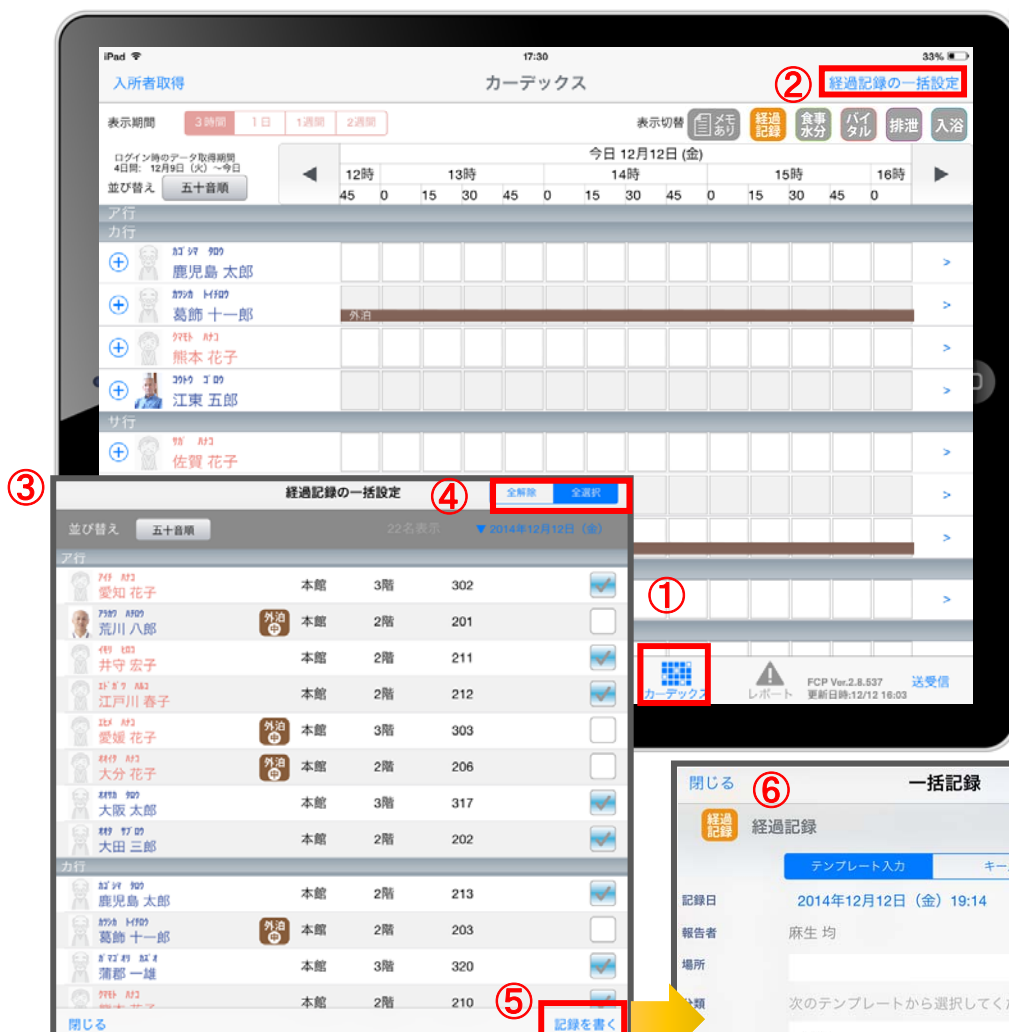 iPad 17:30 33%
入所者取得 カーデックス ② 経過記録の一括設定
表示期間 3時間 1日 1週間 2週間 表示切替 メモあり 経過記録 食事水分 バイタル 排泄 入浴
ログイン時のデータ取得期間
4日間: 12月9日（火）～今日
今日 12月12日 (金)
◀ 12時 13時 14時 15時 16時 ▶
並び替え 五十音順
45 0 15 30 45 0 15 30 45 0 15 30 45 0
ア行
カ行
ｶｺﾞｼﾏ ﾀﾛｳ
鹿児島 太郎 >
ｶﾂｼｶ ﾄｲﾁﾛｳ
葛飾 十一郎 外泊 >
ｸﾏﾓﾄ ﾊﾅｺ
熊本 花子 >
ｺｳﾄｳ ｺﾞﾛｳ
江東 五郎 >
サ行
ｻｶﾞ ﾊﾅｺ
佐賀 花子 >
>
>
>
①
カーデックス レポート FCP Ver.2.8.537 送受信
更新日時:12/12 16:03
③
経過記録の一括設定 ④ 全解除 全選択
並び替え 五十音順 22名表示 ▼ 2014年12月12日（金）
ア行
ｱｲﾁ ﾊﾅｺ
愛知 花子 本館 3階 302
ｱﾗｶﾜ ﾊﾁﾛｳ
荒川 八郎 外泊中 本館 2階 201
ｲﾓﾘ ﾋﾛｺ
井守 宏子 本館 2階 211
ｴﾄﾞｶﾞﾜ ﾊﾙｺ
江戸川 春子 本館 2階 212
ｴﾋﾒ ﾊﾅｺ
愛媛 花子 外泊中 本館 3階 303
ｵｵｲﾀ ﾊﾅｺ
大分 花子 外泊中 本館 2階 206
ｵｵｻｶ ﾀﾛｳ
大阪 太郎 本館 3階 317
ｵｵﾀ ｻﾌﾞﾛｳ
大田 三郎 本館 2階 202
カ行
ｶｺﾞｼﾏ ﾀﾛｳ
鹿児島 太郎 本館 2階 213
ｶﾂｼｶ ﾄｲﾁﾛｳ
葛飾 十一郎 外泊中 本館 2階 203
ｶﾞﾏｺﾞｵﾘ ｶｽﾞｵ
蒲郡 一雄 本館 3階 320
ｸﾏﾓﾄ ﾊﾅｺ
熊本 花子 本館 2階 210
閉じる ⑤ 記録を書く
閉じる ⑥ 一括記録
経過記録 経過記録
テンプレート入力 キー
記録日 2014年12月12日（金）19:14
報告者 麻生 均
場所
分類 次のテンプレートから選択してく